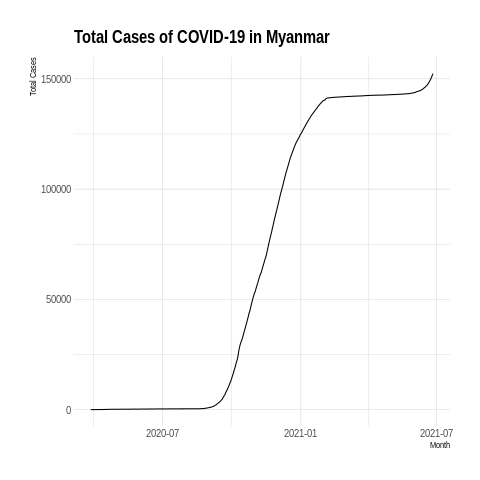 Total Cases of COVID-19 in Myanmar
Total Cases
150000
100000
50000
0
2020-07 2021-01 2021-07
Month